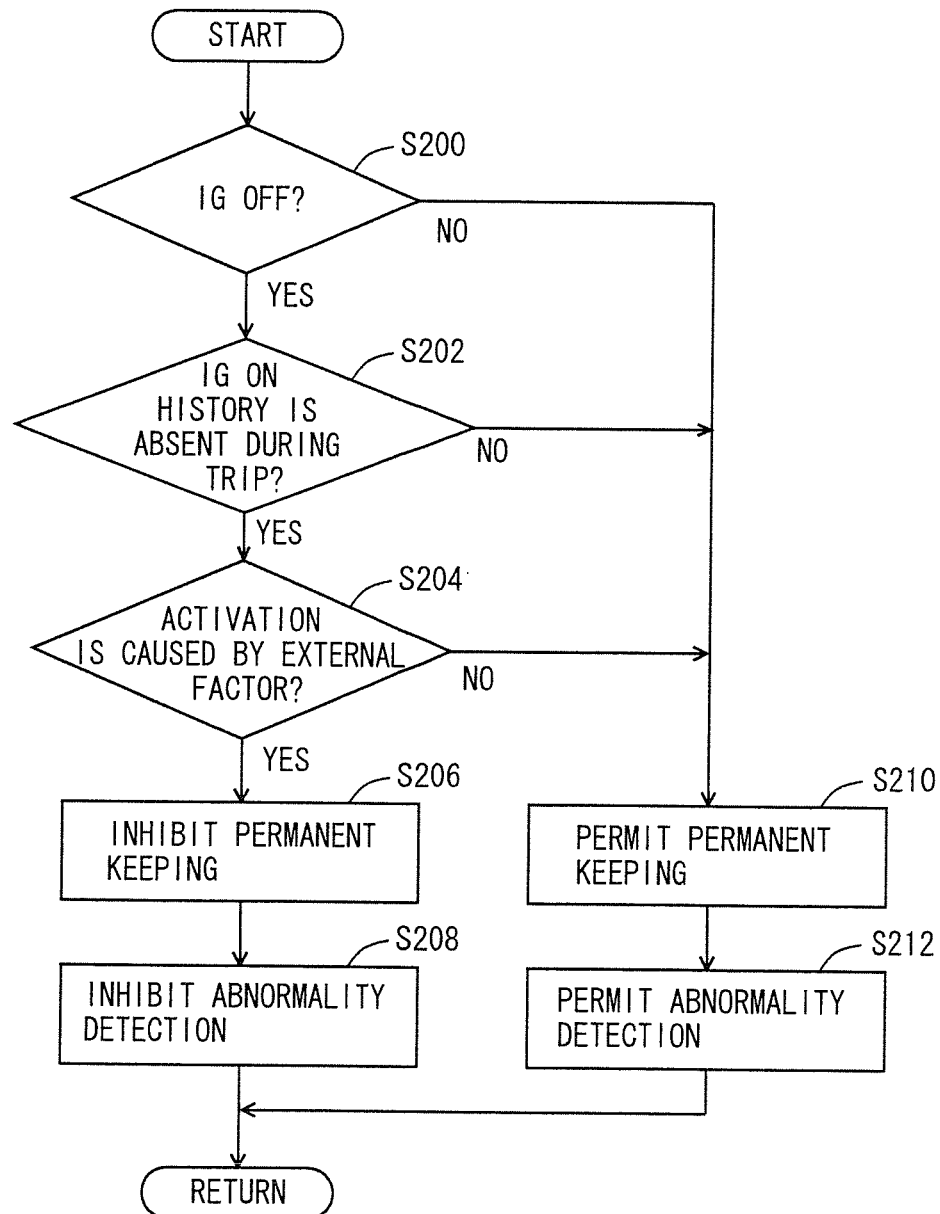 START
S200
IG OFF?
NO
YES
S202
IG ON
HISTORY IS
ABSENT DURING
TRIP?
NO
YES
S204
ACTIVATION
IS CAUSED BY EXTERNAL
FACTOR?
NO
YES
S206
INHIBIT PERMANENT
KEEPING
S210
PERMIT PERMANENT
KEEPING
S208
INHIBIT ABNORMALITY
DETECTION
S212
PERMIT ABNORMALITY
DETECTION
RETURN